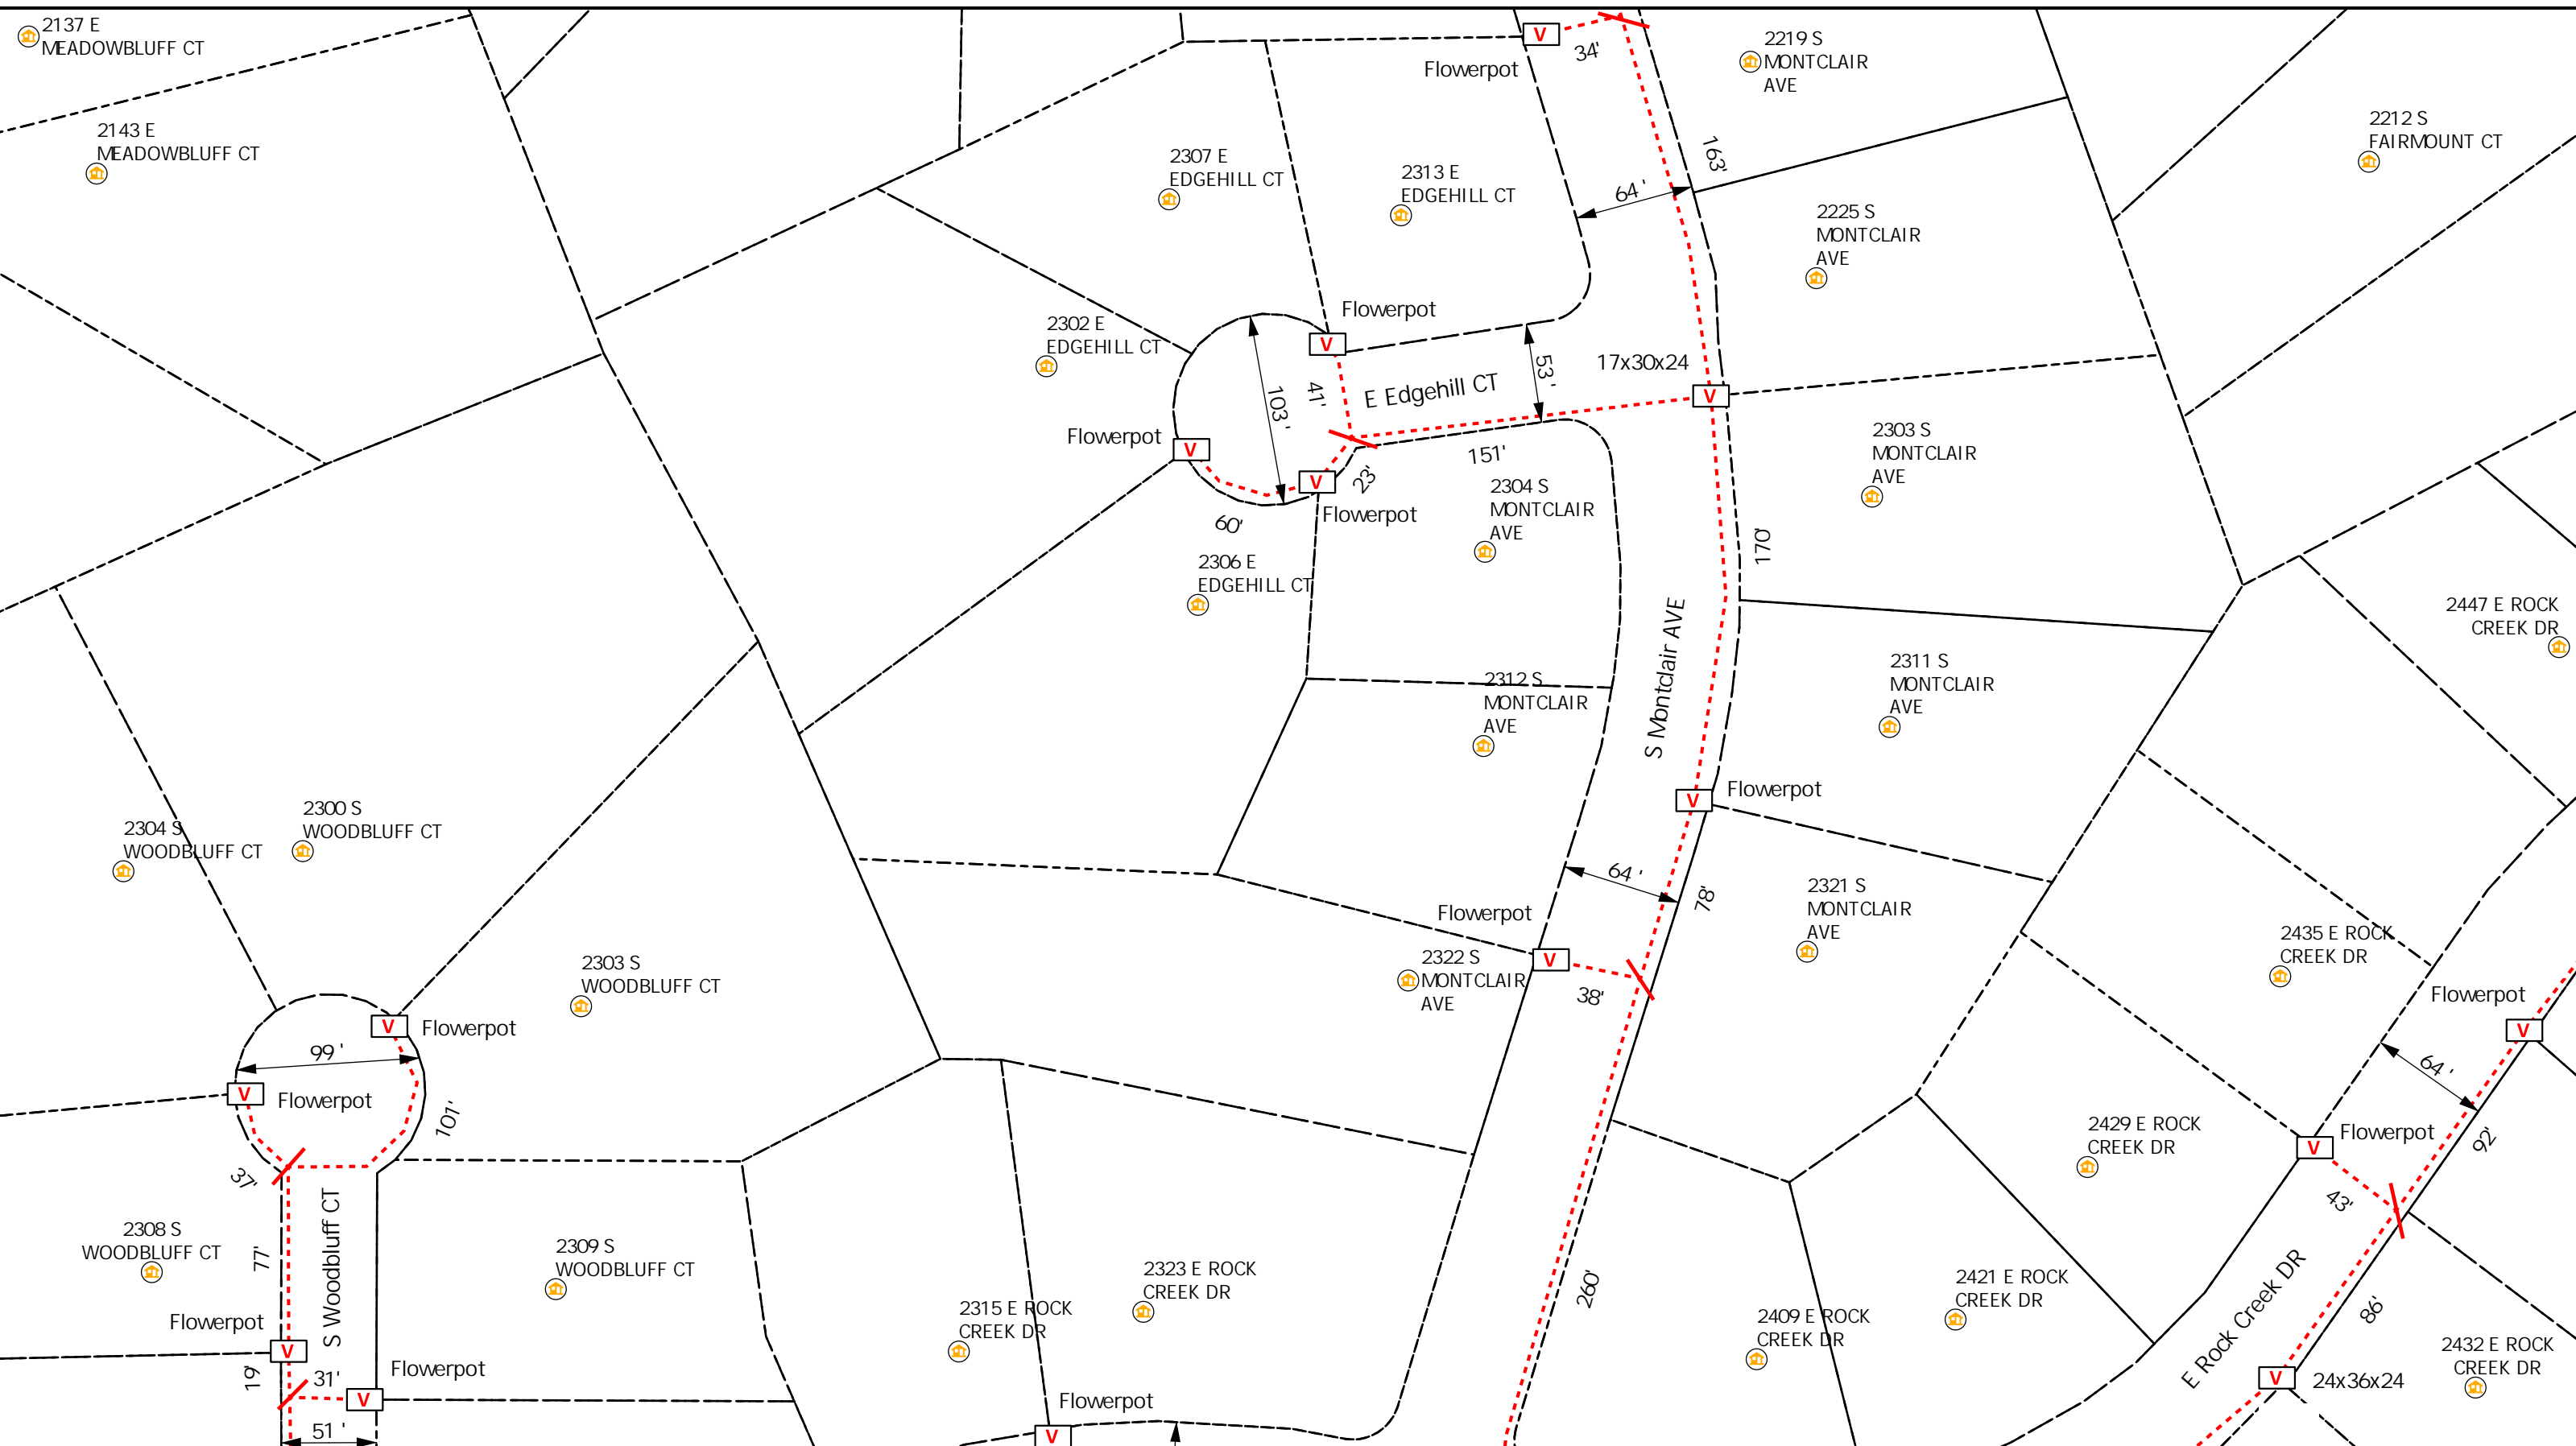 2137 E
MEADOWBLUFF CT
2143 E
MEADOWBLUFF CT
V
34'
Flowerpot
2219 S
MONTCLAIR
AVE
163'
64 '
2212 S
FAIRMOUNT CT
2307 E
EDGEHILL CT
2313 E
EDGEHILL CT
2225 S
MONTCLAIR
AVE
Flowerpot
V
2302 E
EDGEHILL CT
103 '
41'
E Edgehill CT
53 '
17x30x24
V
Flowerpot
V
151'
V
23'
Flowerpot
60'
2304 S
MONTCLAIR
AVE
2303 S
MONTCLAIR
AVE
170'
2306 E
EDGEHILL CT
2447 E ROCK
CREEK DR
S Montclair AVE
2312 S
MONTCLAIR
AVE
2311 S
MONTCLAIR
AVE
Flowerpot
V
2300 S
WOODBLUFF CT
2304 S
WOODBLUFF CT
64 '
78'
2321 S
MONTCLAIR
AVE
Flowerpot
V
38'
2322 S
MONTCLAIR
AVE
2435 E ROCK
CREEK DR
2303 S
WOODBLUFF CT
V
Flowerpot
99 '
V
Flowerpot
101'
37'
Flowerpot
V
64 '
92'
2429 E ROCK
CREEK DR
Flowerpot
V
43'
2308 S
WOODBLUFF CT
77'
S Woodbluff CT
2309 S
WOODBLUFF CT
2323 E ROCK
CREEK DR
2315 E ROCK
CREEK DR
260'
2409 E ROCK
CREEK DR
2421 E ROCK
CREEK DR
E Rock Creek DR
86'
2432 E ROCK
CREEK DR
Flowerpot
V
19'
31'
V
Flowerpot
51 '
Flowerpot
V
V
24x36x24